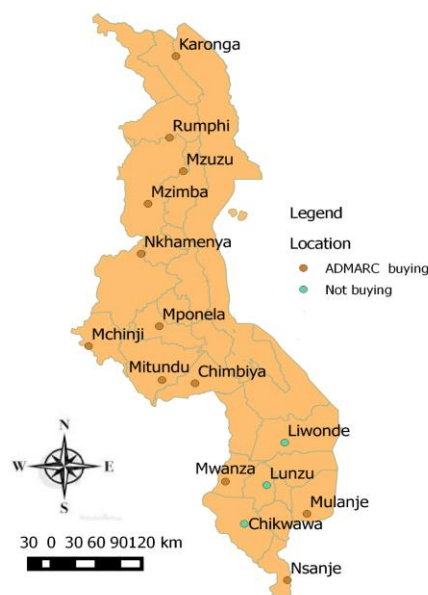 Karonga
Rumphi
Mzuzu
Mzimba
Legend
Location
Nkhamenya
ADMARC buying
Not buying
Mponela
Mchinji
Mitundu
Chimbiya
N
Liwonde
W E
Mwanza
Lunzu
S
Mulanje
Chikwawa
30 0 30 60 90120 km
Nsanje